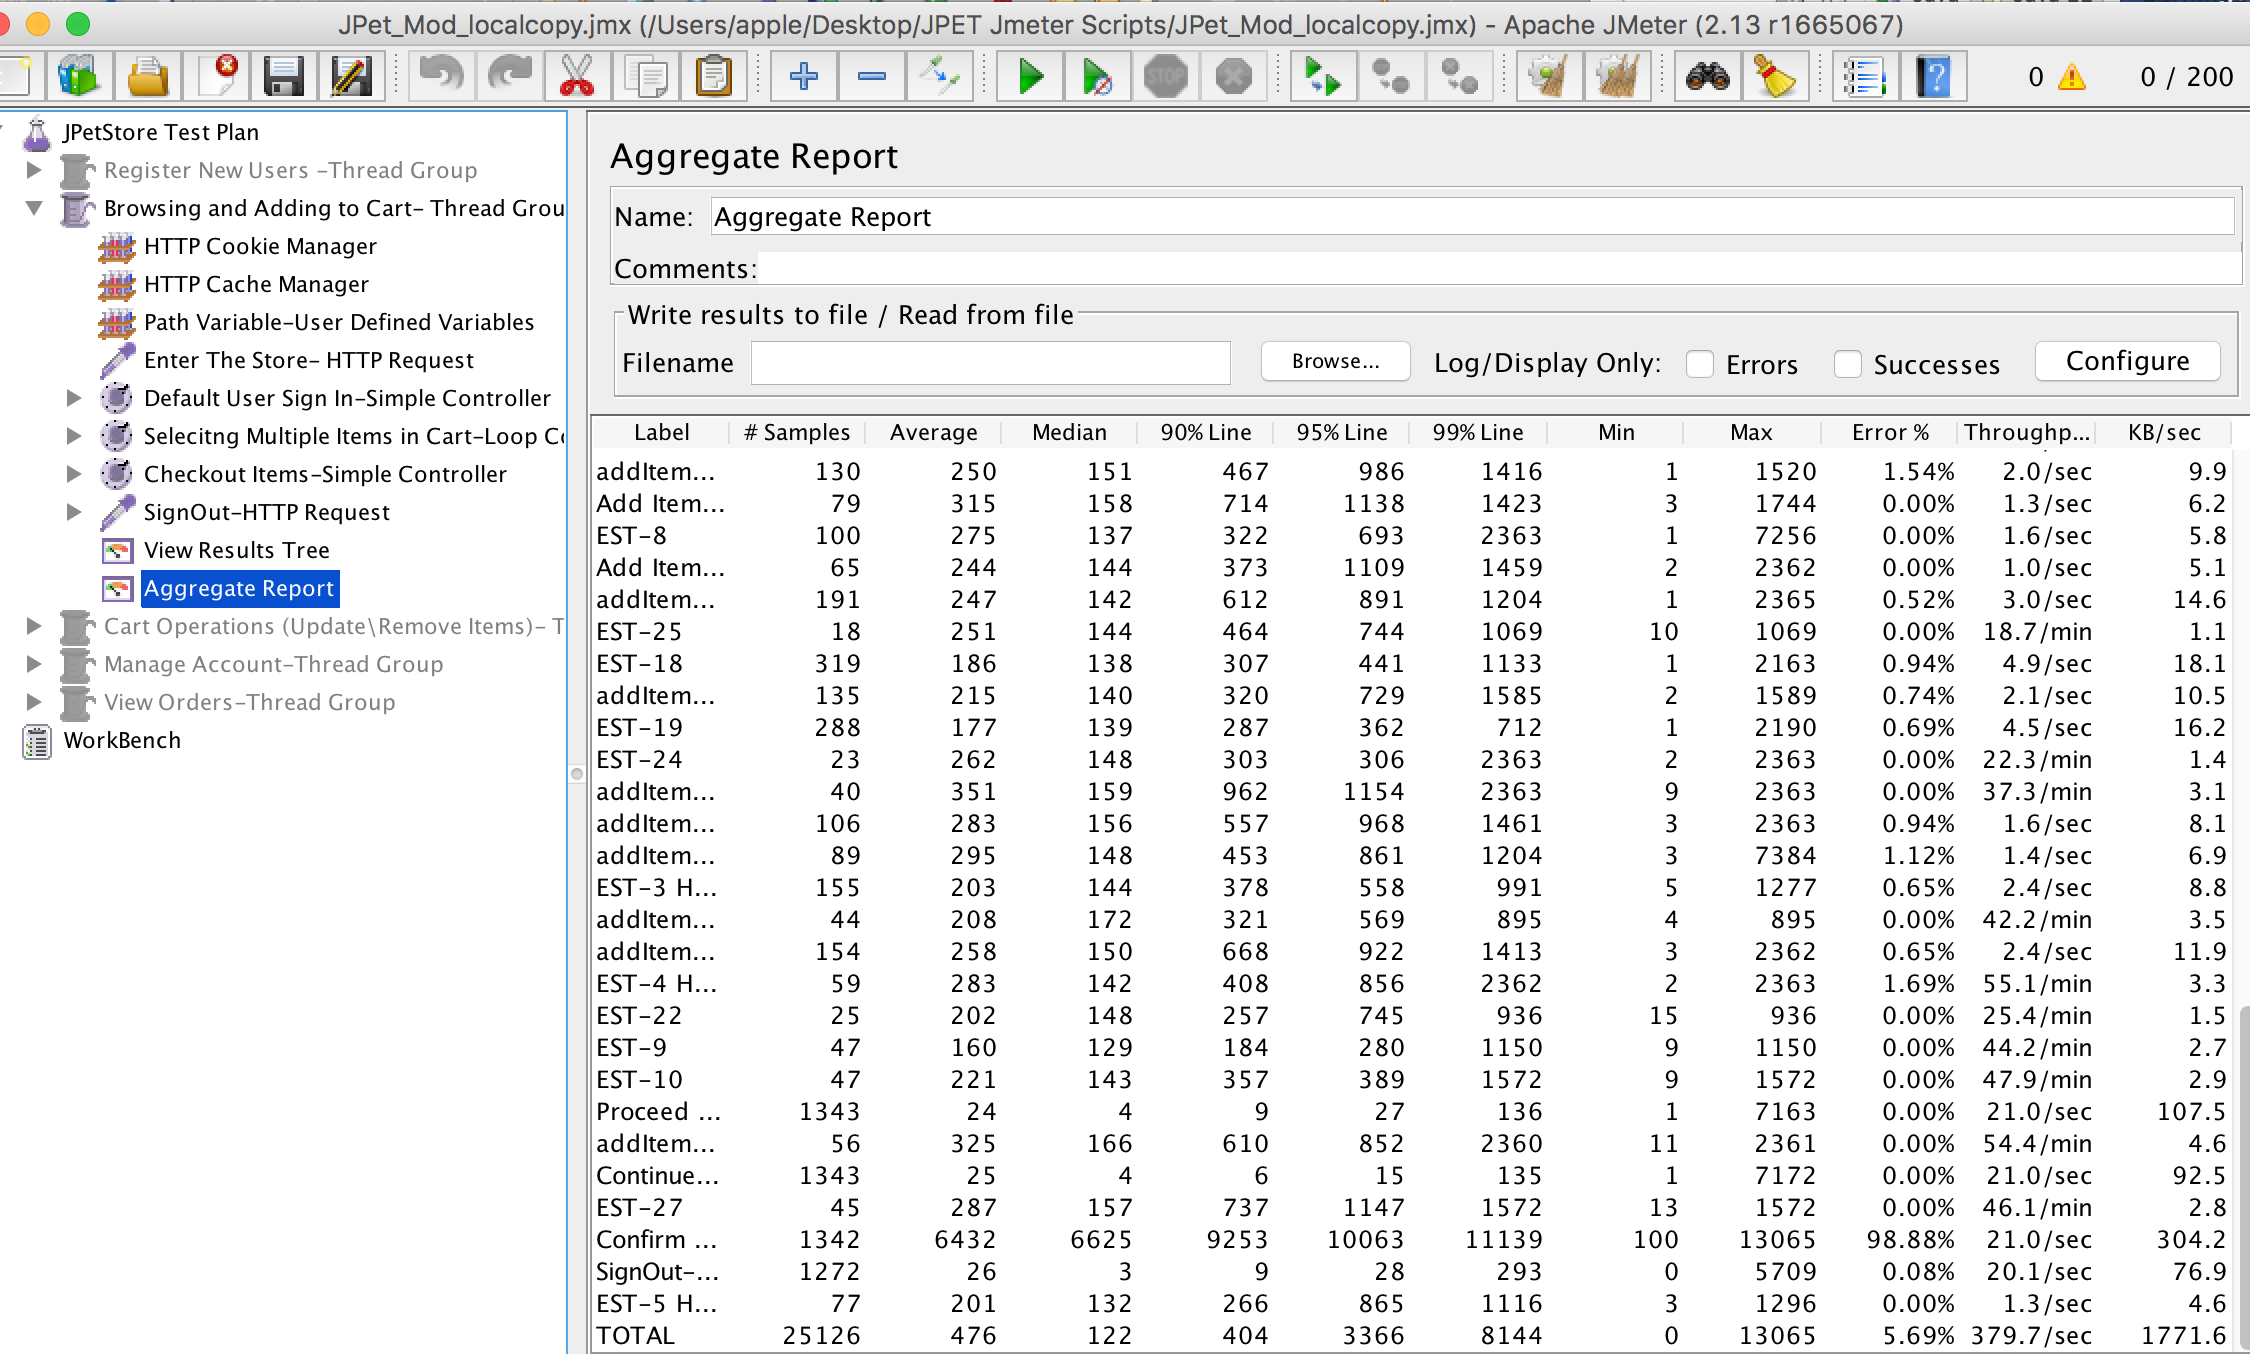 JPet_Mod_localcopy.jmx (/Users/apple/Desktop/JPET Jmeter Scripts/JPet_Mod_localcopy.jmx) - Apache JMeter (2.13 r1665067)
STOP
?
0
0 / 200
JPetStore Test Plan
Register New Users -Thread Group
Browsing and Adding to Cart- Thread Grou
HTTP Cookie Manager
HTTP Cache Manager
Path Variable-User Defined Variables
Enter The Store- HTTP Request
Default User Sign In-Simple Controller
Selecitng Multiple Items in Cart-Loop Co
Checkout Items-Simple Controller
SignOut-HTTP Request
View Results Tree
Aggregate Report
Cart Operations (Update\Remove Items)- T
Manage Account-Thread Group
View Orders-Thread Group
WorkBench
Aggregate Report
Name: Aggregate Report
Comments:
Write results to file / Read from file
Filename Browse... Log/Display Only: Errors Successes Configure
Label # Samples Average Median 90% Line 95% Line 99% Line Min Max Error % Throughp... KB/sec
addItem... 130 250 151 467 986 1416 1 1520 1.54% 2.0/sec 9.9
Add Item... 79 315 158 714 1138 1423 3 1744 0.00% 1.3/sec 6.2
EST-8 100 275 137 322 693 2363 1 7256 0.00% 1.6/sec 5.8
Add Item... 65 244 144 373 1109 1459 2 2362 0.00% 1.0/sec 5.1
addItem... 191 247 142 612 891 1204 1 2365 0.52% 3.0/sec 14.6
EST-25 18 251 144 464 744 1069 10 1069 0.00% 18.7/min 1.1
EST-18 319 186 138 307 441 1133 1 2163 0.94% 4.9/sec 18.1
addItem... 135 215 140 320 729 1585 2 1589 0.74% 2.1/sec 10.5
EST-19 288 177 139 287 362 712 1 2190 0.69% 4.5/sec 16.2
EST-24 23 262 148 303 306 2363 2 2363 0.00% 22.3/min 1.4
addItem... 40 351 159 962 1154 2363 9 2363 0.00% 37.3/min 3.1
addItem... 106 283 156 557 968 1461 3 2363 0.94% 1.6/sec 8.1
addItem... 89 295 148 453 861 1204 3 7384 1.12% 1.4/sec 6.9
EST-3 H... 155 203 144 378 558 991 5 1277 0.65% 2.4/sec 8.8
addItem... 44 208 172 321 569 895 4 895 0.00% 42.2/min 3.5
addItem... 154 258 150 668 922 1413 3 2362 0.65% 2.4/sec 11.9
EST-4 H... 59 283 142 408 856 2362 2 2363 1.69% 55.1/min 3.3
EST-22 25 202 148 257 745 936 15 936 0.00% 25.4/min 1.5
EST-9 47 160 129 184 280 1150 9 1150 0.00% 44.2/min 2.7
EST-10 47 221 143 357 389 1572 9 1572 0.00% 47.9/min 2.9
Proceed ... 1343 24 4 9 27 136 1 7163 0.00% 21.0/sec 107.5
addItem... 56 325 166 610 852 2360 11 2361 0.00% 54.4/min 4.6
Continue... 1343 25 4 6 15 135 1 7172 0.00% 21.0/sec 92.5
EST-27 45 287 157 737 1147 1572 13 1572 0.00% 46.1/min 2.8
Confirm ... 1342 6432 6625 9253 10063 11139 100 13065 98.88% 21.0/sec 304.2
SignOut-... 1272 26 3 9 28 293 0 5709 0.08% 20.1/sec 76.9
EST-5 H... 77 201 132 266 865 1116 3 1296 0.00% 1.3/sec 4.6
TOTAL 25126 476 122 404 3366 8144 0 13065 5.69% 379.7/sec 1771.6